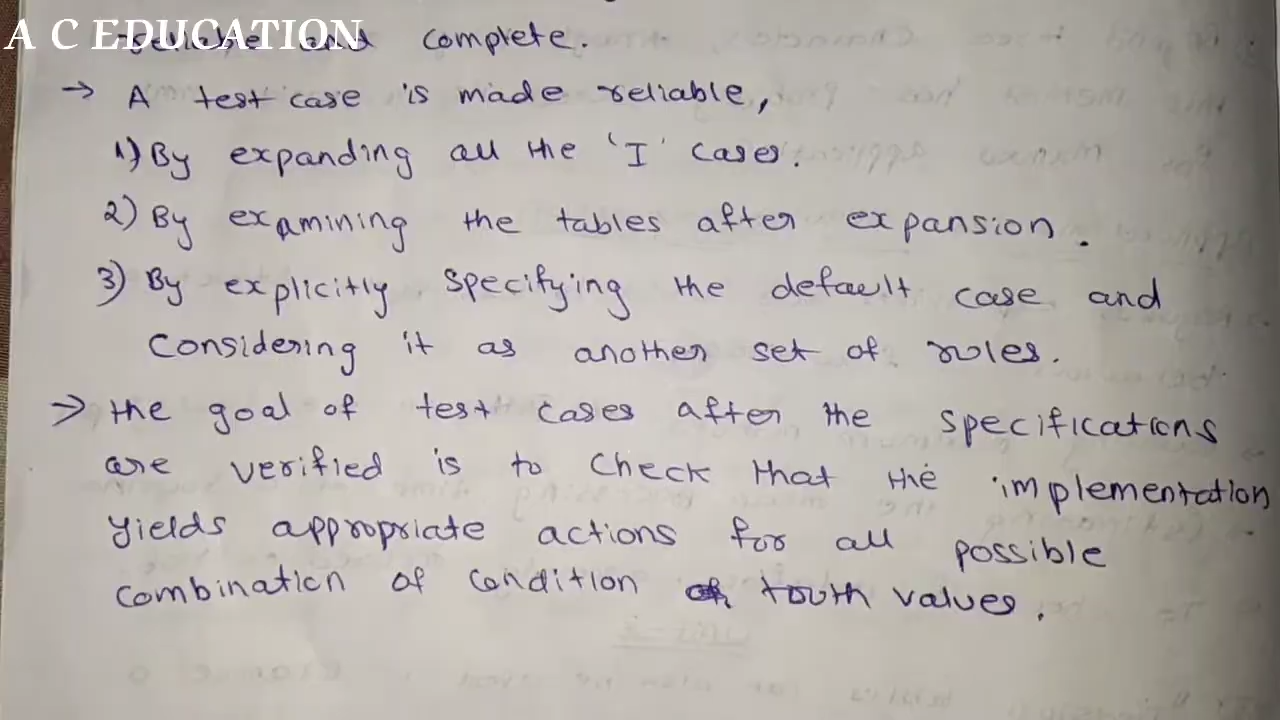 A C EDUCATION
reliable and complete.
→ A test case is made reliable,
1) By expanding all the 'I' cases.
2) By examining the tables after expansion.
3) By explicitly specifying the default case and
considering it as another set of rules.
→ the goal of test cases after the specifications
are verified is to check that the implementation
yields appropriate actions for all possible
combination of condition truth values.